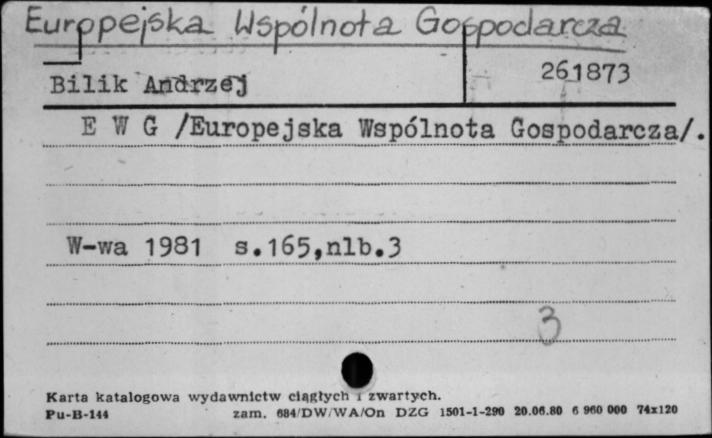 Europejska Wspólnota Gospodarcza
Bilik Andrzej 261873
E W G /Europejska Wspólnota Gospodarcza/.
W-wa 1981 s.165,nlb.3
3
Karta katalogowa wydawnictw ciągłych i zwartych.
Pu-B-144 zam. 684/DW/WA/On DZG 1501-1-290 20.06.80 6 960 000 74x120